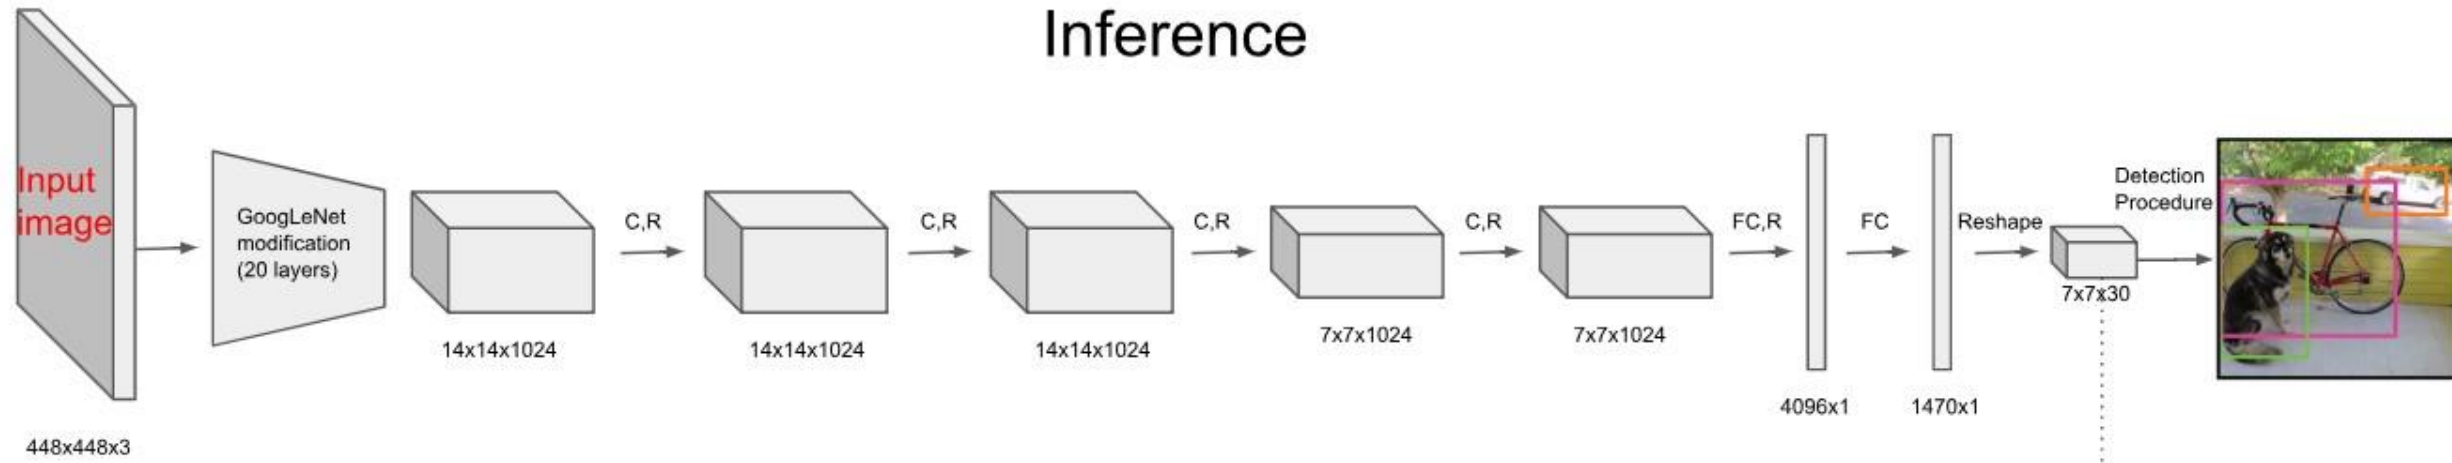 Inference
Input
image
448x448x3
GoogLeNet
modification
(20 layers)
14x14x1024
C,R
14x14x1024
C,R
14x14x1024
C,R
7x7x1024
C,R
7x7x1024
FC,R
4096x1
FC
1470x1
Reshape
7x7x30
Detection
Procedure